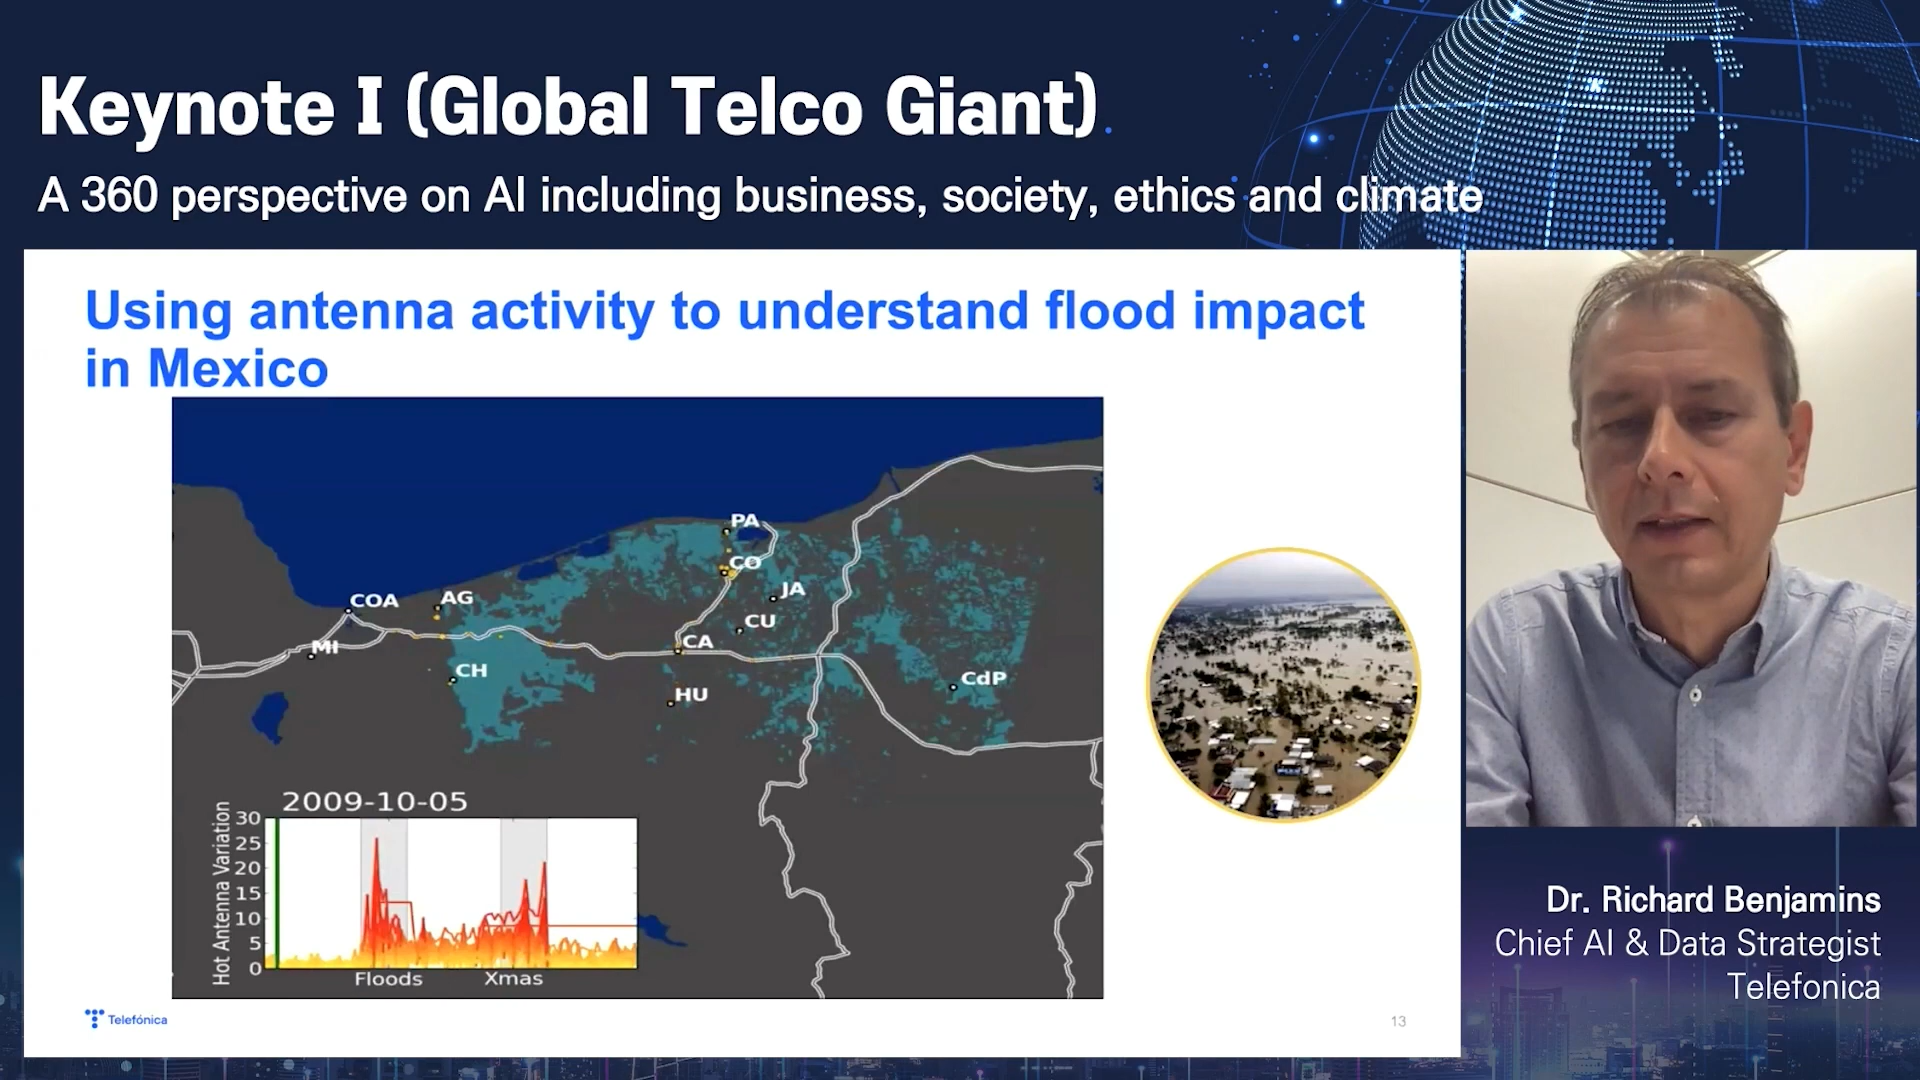 Keynote I (Global Telco Giant)
A 360 perspective on AI including business, society, ethics and climate
Using antenna activity to understand flood impact
in Mexico
PA
CO
JA
COA
AG
CU
MI
CA
CH
CdP
HU
2009-10-05
Hot Antenna Variation
30
25
20
15
10
5
0
Floods
Xmas
Telefónica
13
Dr. Richard Benjamins
Chief AI & Data Strategist
Telefonica